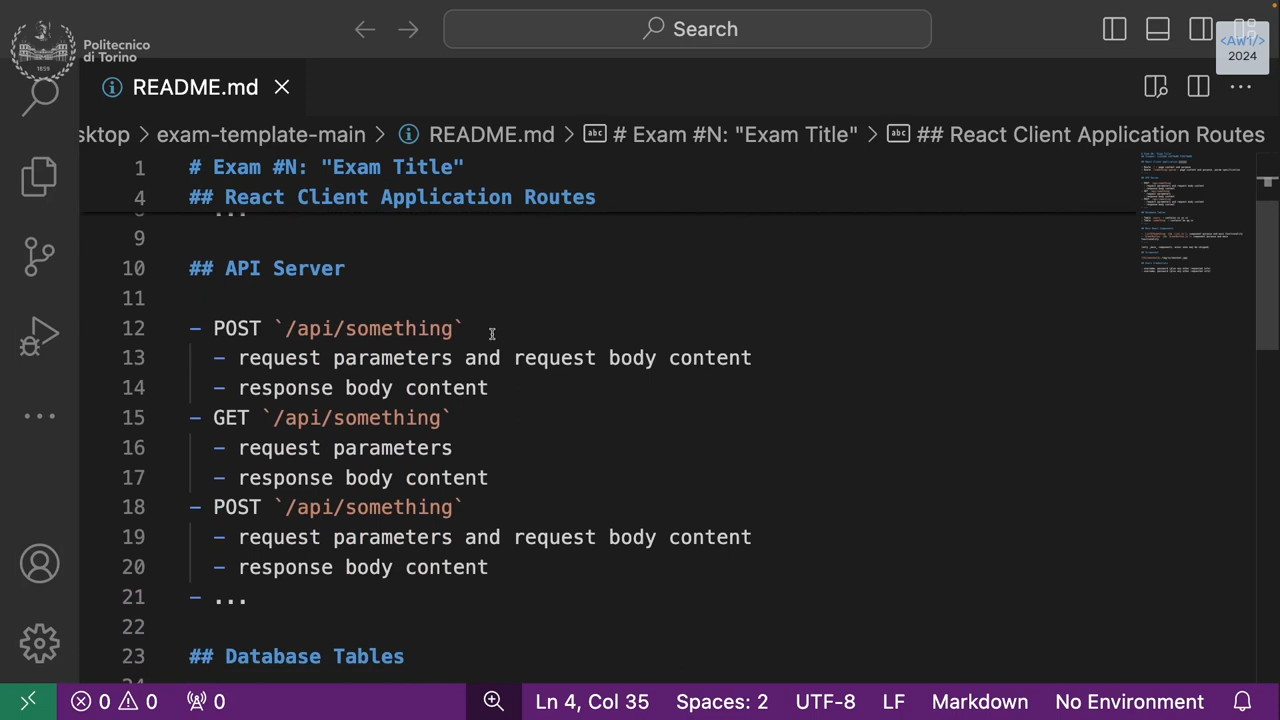 Politecnico
di Torino
1859
Search
<AW1/>
2024
README.md
sktop > exam-template-main > README.md > # Exam #N: "Exam Title" > ## React Client Application Routes
1 # Exam #N: "Exam Title"
4 ## React Client Application Routes
...
9
10 ## API Server
11
12 - POST `/api/something`
13 - request parameters and request body content
14 - response body content
15 - GET `/api/something`
16 - request parameters
17 - response body content
18 - POST `/api/something`
19 - request parameters and request body content
20 - response body content
21 - ...
22
23 ## Database Tables
0 0 0 Ln 4, Col 35 Spaces: 2 UTF-8 LF Markdown No Environment